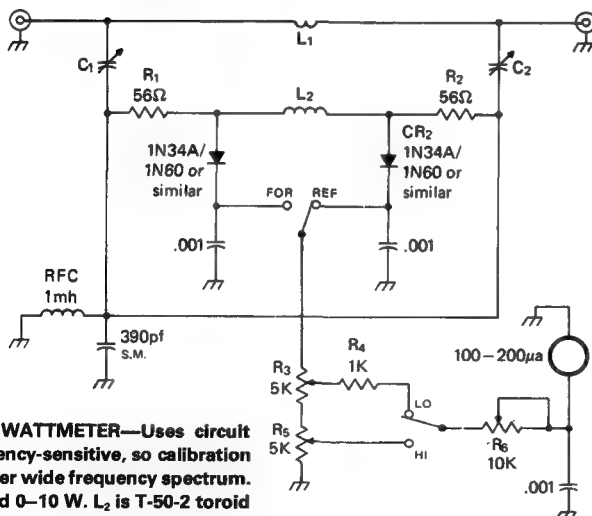 L1
C1
R1
56Ω
L2
R2
56Ω
C2
1N34A/
1N60 or
similar
CR2
1N34A/
1N60 or
similar
FOR
REF
.001
.001
RFC
1mh
390pf
S.M.
R3
5K
R4
1K
LO
R5
5K
HI
R6
10K
100–200μa
.001
WATTMETER—Uses circuit
ency-sensitive, so calibration
er wide frequency spectrum.
d 0–10 W. L2 is T-50-2 toroid